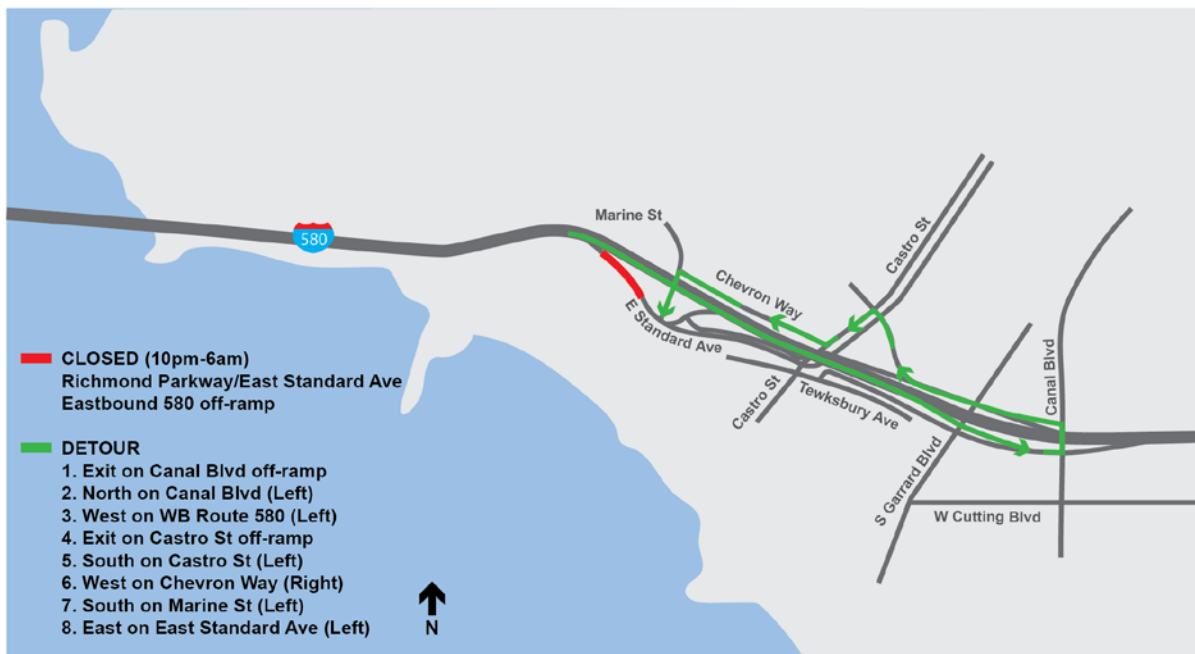 Marine St
Castro St
580
Chevron Way
E Standard Ave
Canal Blvd
Castro St
Tewksbury Ave
S Garrard Blvd
W Cutting Blvd
CLOSED (10pm-6am)
Richmond Parkway/East Standard Ave
Eastbound 580 off-ramp
DETOUR
1. Exit on Canal Blvd off-ramp
2. North on Canal Blvd (Left)
3. West on WB Route 580 (Left)
4. Exit on Castro St off-ramp
5. South on Castro St (Left)
6. West on Chevron Way (Right)
7. South on Marine St (Left)
8. East on East Standard Ave (Left)
N